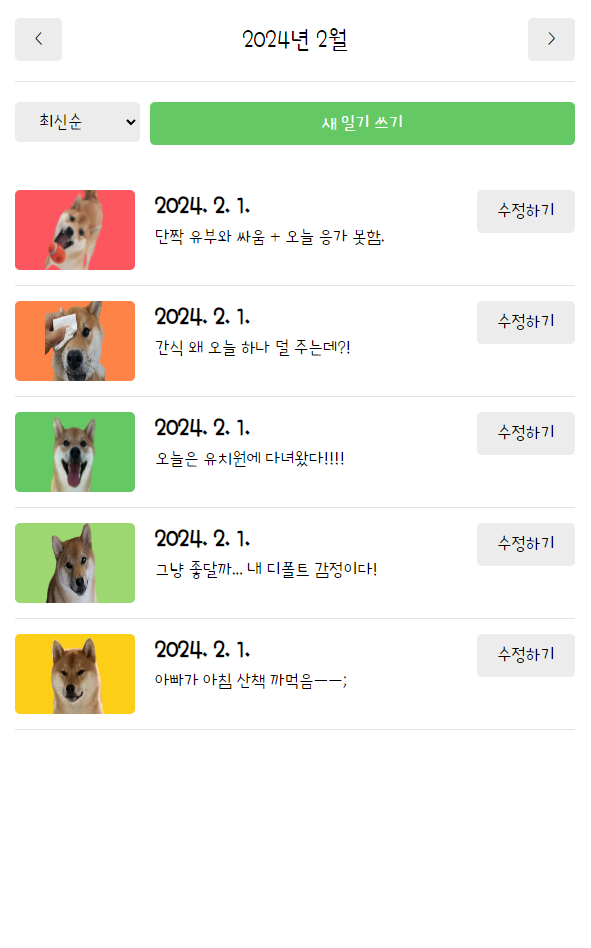 <
2024년 2월
>
최신순
새 일기 쓰기
2024. 2. 1.
수정하기
단짝 유부와 싸움 + 오늘 응가 못함.
2024. 2. 1.
수정하기
간식 왜 오늘 하나 덜 주는데?!
2024. 2. 1.
수정하기
오늘은 유치원에 다녀왔다!!!!
2024. 2. 1.
수정하기
그냥 좋달까... 내 디폴트 감정이다!
2024. 2. 1.
수정하기
아빠가 아침 산책 까먹음ㅡㅡ;